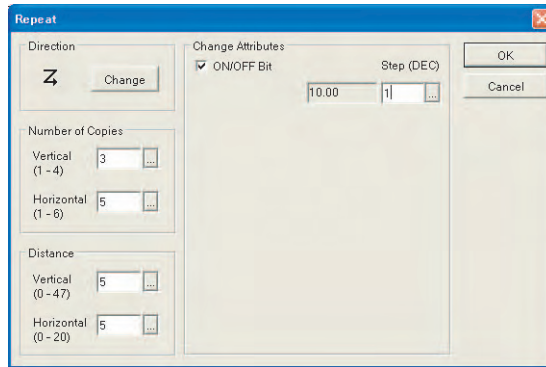 Repeat
Direction
Change
Number of Copies
Vertical
(1 - 4)
3
...
Horizontal
(1 - 6)
5
...
Distance
Vertical
(0 - 47)
5
...
Horizontal
(0 - 20)
5
...
Change Attributes
ON/OFF Bit
Step (DEC)
10.00
1
...
OK
Cancel